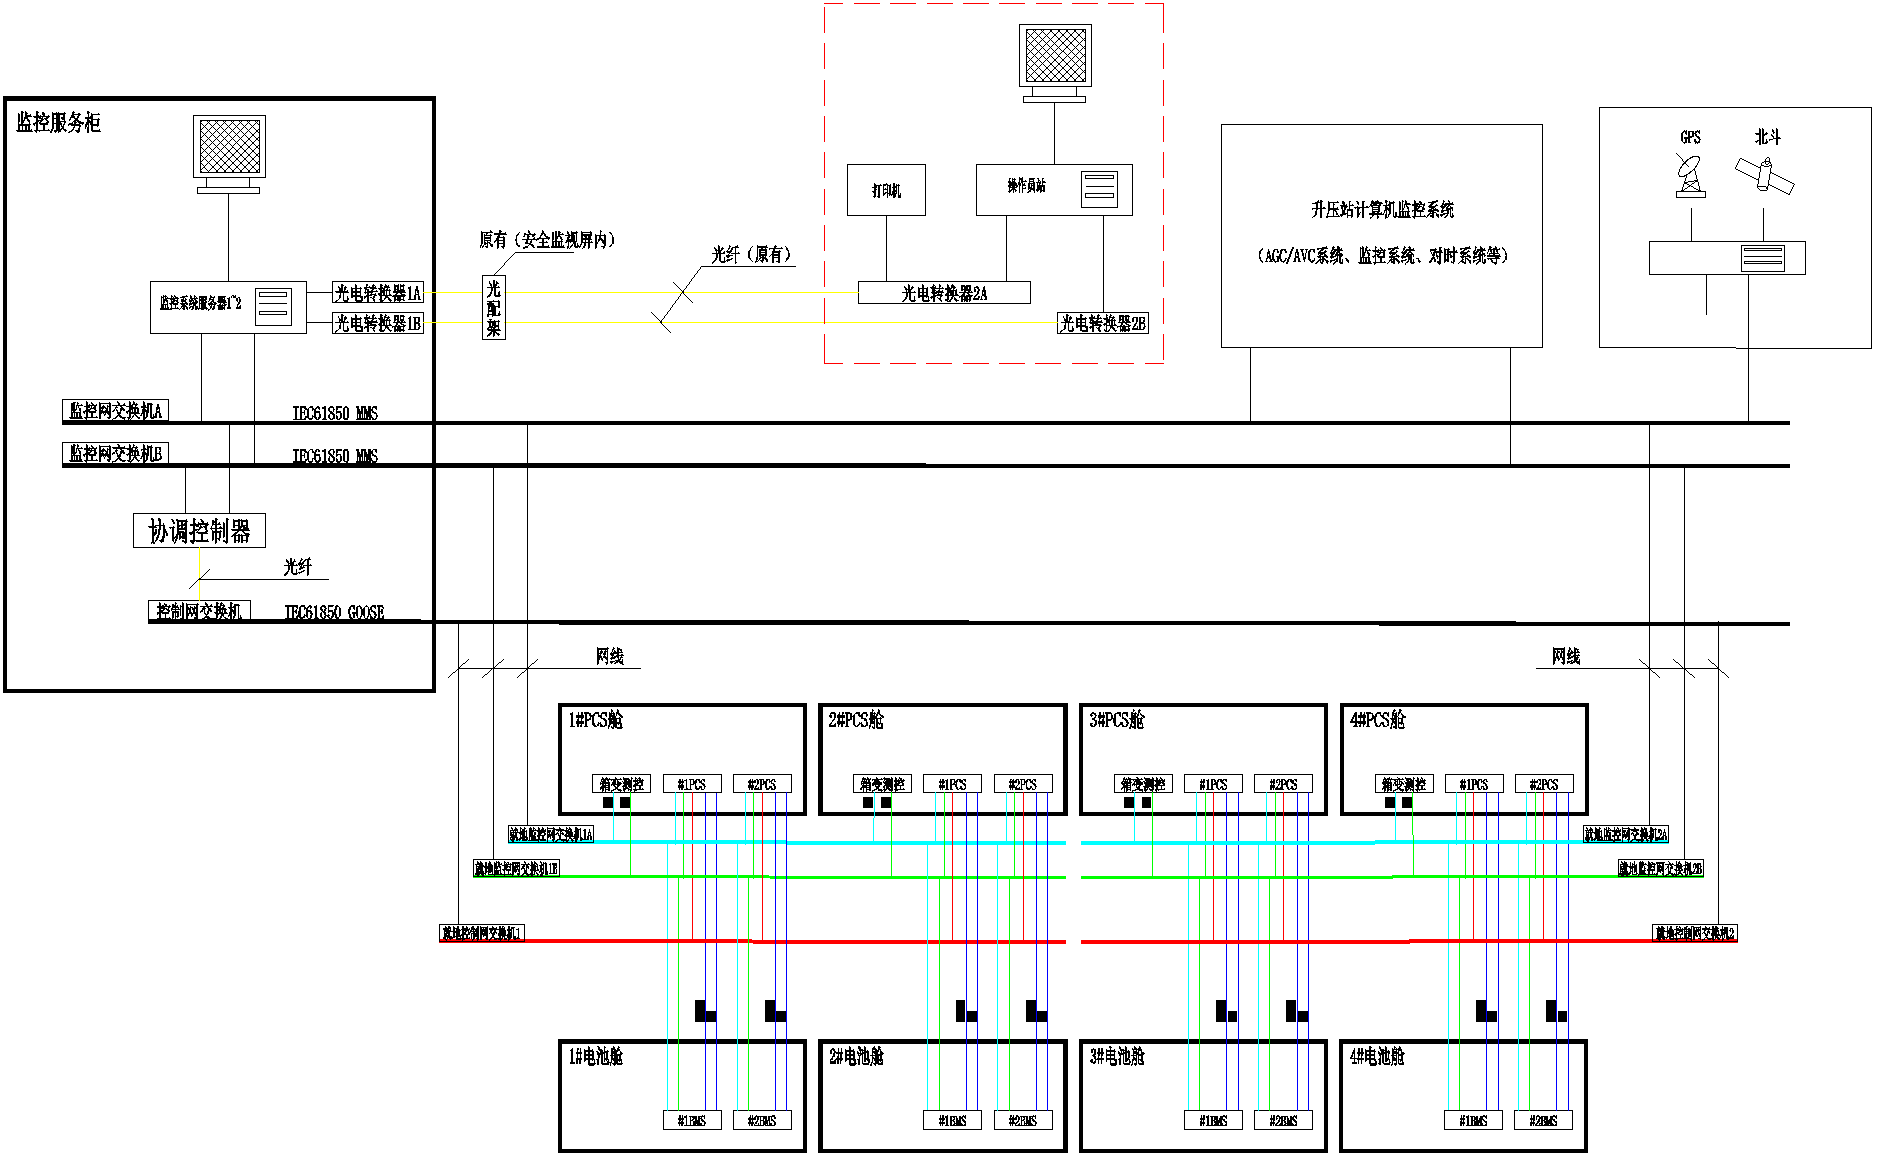 监控服务柜
GPS
北斗
打印机
操作员站
升压站计算机监控系统
(AGC/AVC系统、监控系统、对时系统等)
原有(安全监视屏内)
光纤(原有)
监控系统服务器1~2
光电转换器1A
光配架
光电转换器2A
光电转换器1B
光电转换器2B
监控网交换机A
IEC61850 MMS
监控网交换机B
IEC61850 MMS
协调控制器
光纤
控制网交换机
IEC61850 GOOSE
网线
网线
1#PCS舱
2#PCS舱
3#PCS舱
4#PCS舱
箱变测控
#1PCS
#2PCS
箱变测控
#1PCS
#2PCS
箱变测控
#1PCS
#2PCS
箱变测控
#1PCS
#2PCS
就地监控网交换机1A
就地监控网交换机2A
就地监控网交换机1B
就地监控网交换机2B
就地控制网交换机1
就地控制网交换机2
1#电池舱
2#电池舱
3#电池舱
4#电池舱
#1BMS
#2BMS
#1BMS
#2BMS
#1BMS
#2BMS
#1BMS
#2BMS